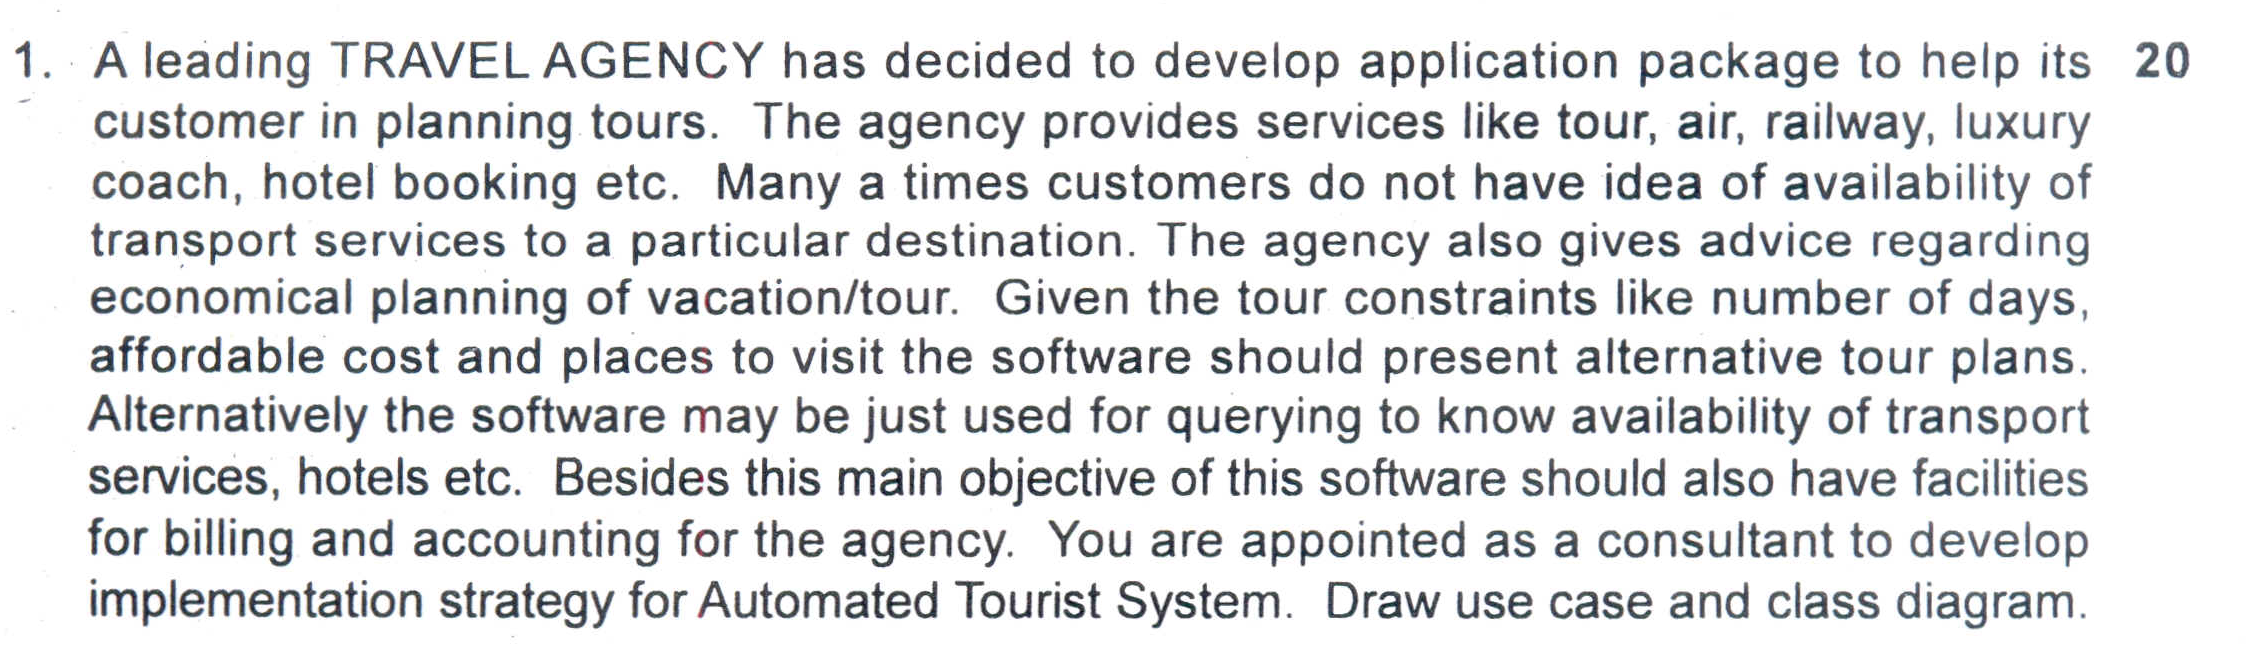 1. A leading TRAVEL AGENCY has decided to develop application package to help its 20
customer in planning tours. The agency provides services like tour, air, railway, luxury
coach, hotel booking etc. Many a times customers do not have idea of availability of
transport services to a particular destination. The agency also gives advice regarding
economical planning of vacation/tour. Given the tour constraints like number of days,
affordable cost and places to visit the software should present alternative tour plans.
Alternatively the software may be just used for querying to know availability of transport
services, hotels etc. Besides this main objective of this software should also have facilities
for billing and accounting for the agency. You are appointed as a consultant to develop
implementation strategy for Automated Tourist System. Draw use case and class diagram.